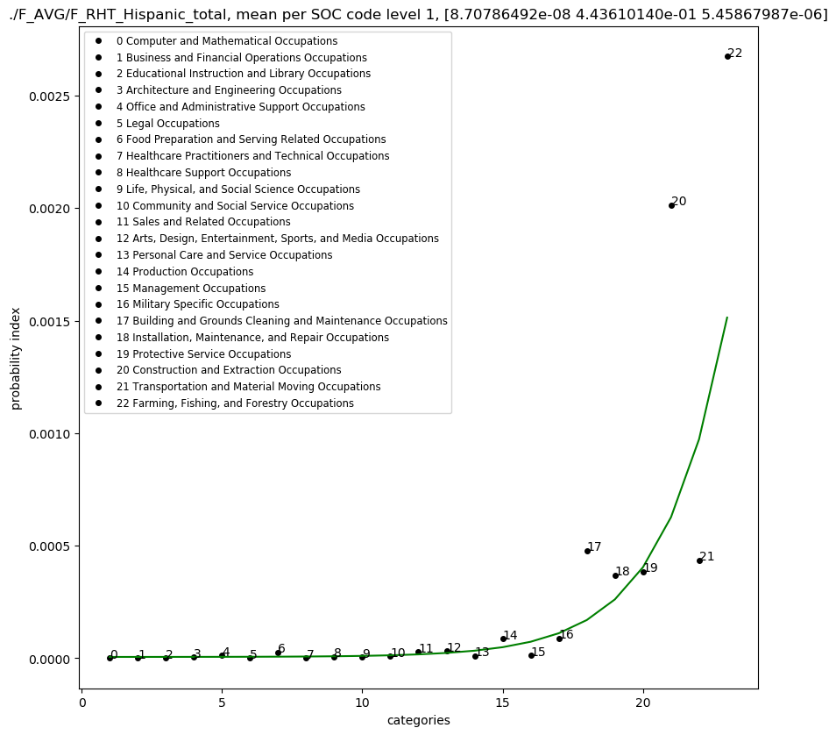 ./F_AVG/F_RHT_Hispanic_total, mean per SOC code level 1, [8.70786492e-08 4.43610140e-01 5.45867987e-06]
0 Computer and Mathematical Occupations
1 Business and Financial Operations Occupations
2 Educational Instruction and Library Occupations
3 Architecture and Engineering Occupations
4 Office and Administrative Support Occupations
5 Legal Occupations
6 Food Preparation and Serving Related Occupations
7 Healthcare Practitioners and Technical Occupations
8 Healthcare Support Occupations
9 Life, Physical, and Social Science Occupations
10 Community and Social Service Occupations
11 Sales and Related Occupations
12 Arts, Design, Entertainment, Sports, and Media Occupations
13 Personal Care and Service Occupations
14 Production Occupations
15 Management Occupations
16 Military Specific Occupations
17 Building and Grounds Cleaning and Maintenance Occupations
18 Installation, Maintenance, and Repair Occupations
19 Protective Service Occupations
20 Construction and Extraction Occupations
21 Transportation and Material Moving Occupations
22 Farming, Fishing, and Forestry Occupations
probability index
0.0025
0.0020
0.0015
0.0010
0.0005
0.0000
0
1
2
3
4
5
6
7
8
9
10
11
12
13
14
15
16
17
18
19
20
21
22
0 5 10 15 20
categories